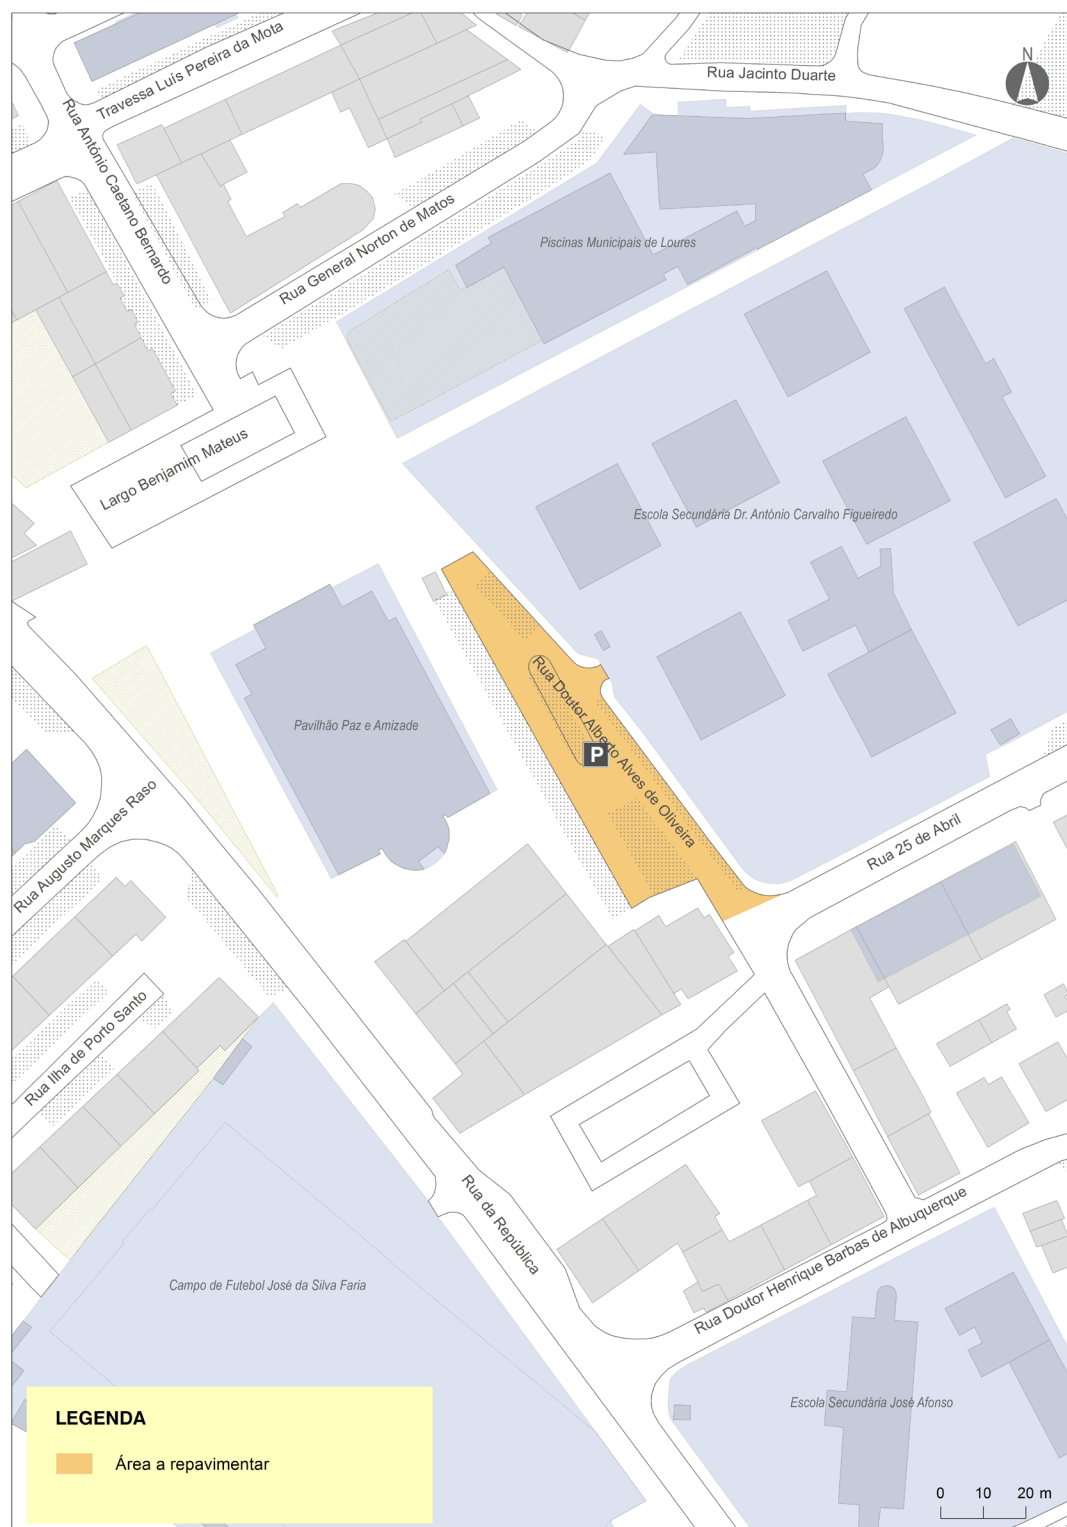 Travessa Luís Pereira da Mota
Rua Jacinto Duarte
N
Rua António Caetano Bernardo
Rua General Norton de Matos
Piscinas Municipais de Loures
Largo Benjamim Mateus
Escola Secundária Dr. António Carvalho Figueiredo
Rua Doutor Alberto Alves de Oliveira
P
Pavilhão Paz e Amizade
Rua Augusto Marques Raso
Rua 25 de Abril
Rua Ilha de Porto Santo
Rua da República
Rua Doutor Henrique Barbas de Albuquerque
Campo de Futebol José da Silva Faria
Escola Secundária José Afonso
LEGENDA
Área a repavimentar
0 10 20 m